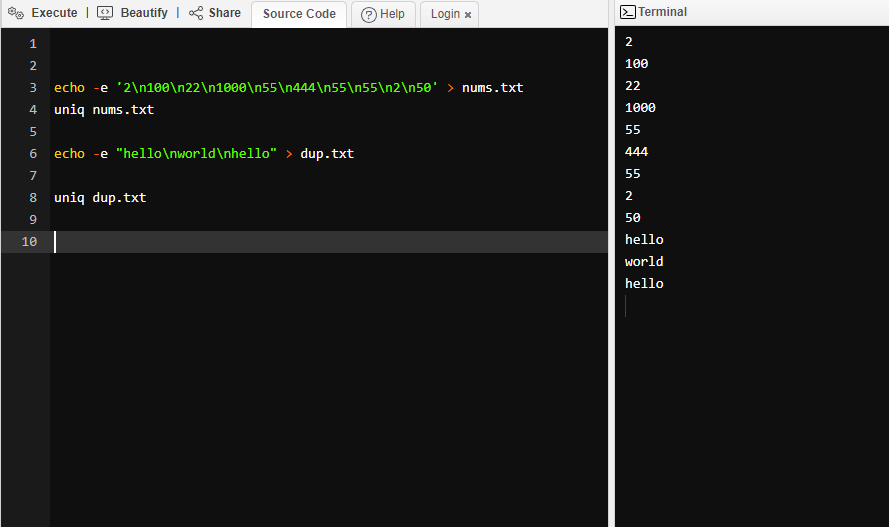 Execute | Beautify | Share Source Code Help Login ×
1
2
3 echo -e '2\n100\n22\n1000\n55\n444\n55\n55\n2\n50' > nums.txt
4 uniq nums.txt
5
6 echo -e "hello\nworld\nhello" > dup.txt
7
8 uniq dup.txt
9
10
Terminal
2
100
22
1000
55
444
55
2
50
hello
world
hello